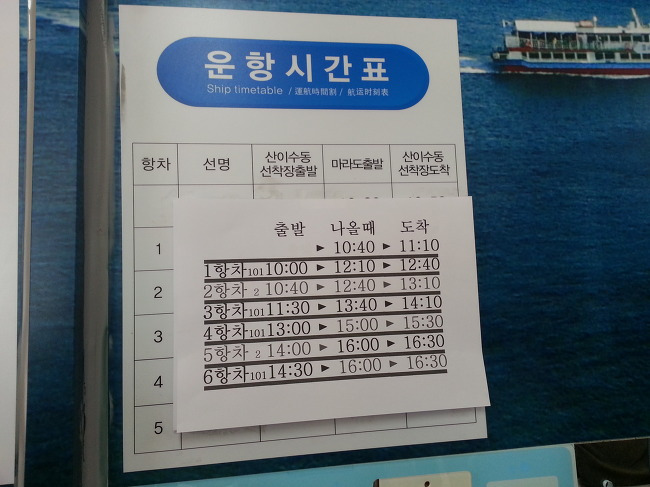 운항시간표
Ship timetable / 運航時間割 / 航运时刻表
항차 선명 산이수동 선착장출발 마라도출발 산이수동 선착장도착
출발 나올때 도착
▶ 10:40 ▶ 11:10
1항차 101 10:00 ▶ 12:10 ▶ 12:40
2항차 2 10:40 ▶ 12:40 ▶ 13:10
3항차 101 11:30 ▶ 13:40 ▶ 14:10
4항차 101 13:00 ▶ 15:00 ▶ 15:30
5항차 2 14:00 ▶ 16:00 ▶ 16:30
6항차 101 14:30 ▶ 16:00 ▶ 16:30
1
2
3
4
5